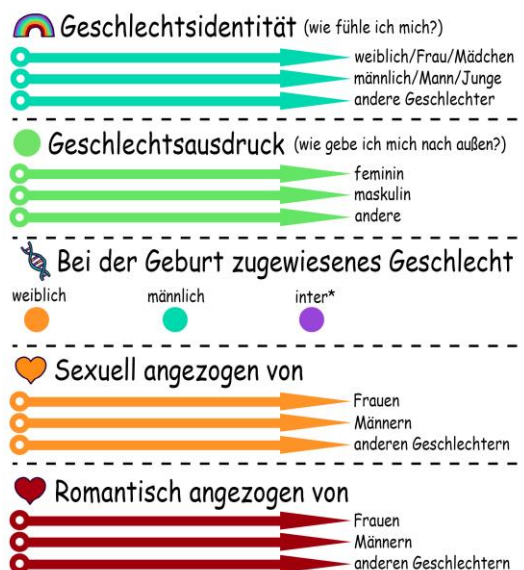 Geschlechtsidentität (wie fühle ich mich?)
weiblich/Frau/Mädchen
männlich/Mann/Junge
andere Geschlechter
Geschlechtsausdruck (wie gebe ich mich nach außen?)
feminin
maskulin
andere
Bei der Geburt zugewiesenes Geschlecht
weiblich männlich inter*
Sexuell angezogen von
Frauen
Männern
anderen Geschlechtern
Romantisch angezogen von
Frauen
Männern
anderen Geschlechtern